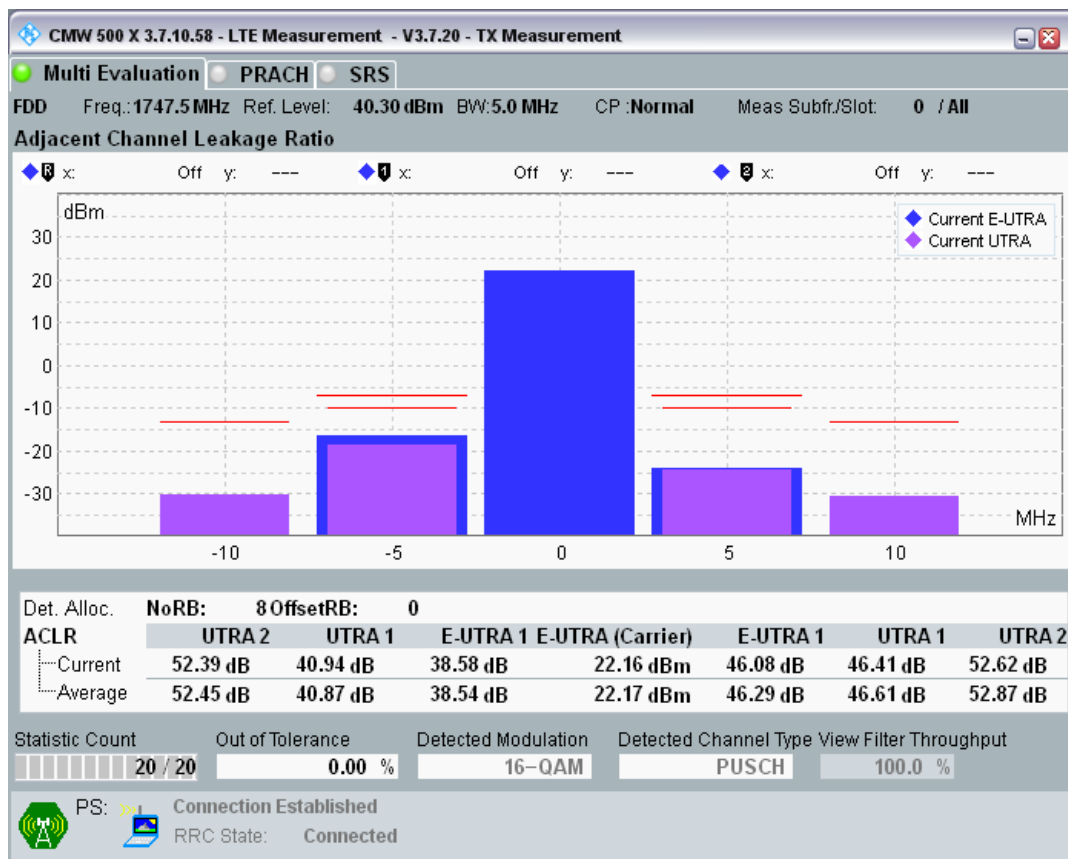 CMW 500 X 3.7.10.58 - LTE Measurement - V3.7.20 - TX Measurement
Multi Evaluation PRACH SRS
FDD Freq.:1747.5 MHz Ref. Level: 40.30 dBm BW:5.0 MHz CP :Normal Meas Subfr./Slot: 0 / All
Adjacent Channel Leakage Ratio
R x: Off y: --- 1 x: Off y: --- 2 x: Off y: ---
dBm
Current E-UTRA
Current UTRA
30
20
10
0
-10
-20
-30
MHz
-10 -5 0 5 10
Det. Alloc. NoRB: 8 OffsetRB: 0
ACLR UTRA 2 UTRA 1 E-UTRA 1 E-UTRA (Carrier) E-UTRA 1 UTRA 1 UTRA 2
Current 52.39 dB 40.94 dB 38.58 dB 22.16 dBm 46.08 dB 46.41 dB 52.62 dB
Average 52.45 dB 40.87 dB 38.54 dB 22.17 dBm 46.29 dB 46.61 dB 52.87 dB
Statistic Count Out of Tolerance Detected Modulation Detected Channel Type View Filter Throughput
20 / 20 0.00 % 16-QAM PUSCH 100.0 %
PS: Connection Established
RRC State: Connected